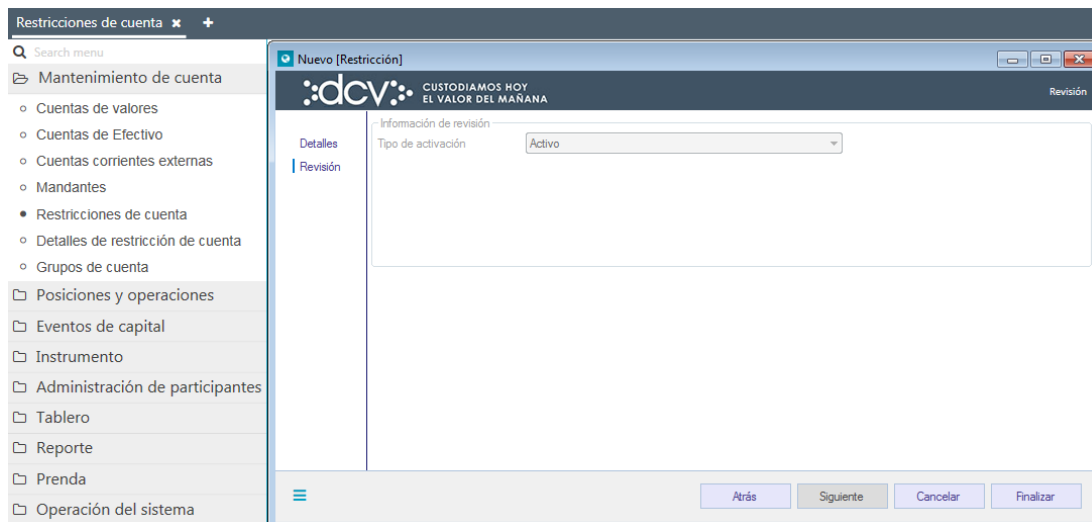 Restricciones de cuenta × +
Search menu
Mantenimiento de cuenta
Cuentas de valores
Cuentas de Efectivo
Cuentas corrientes externas
Mandantes
Restricciones de cuenta
Detalles de restricción de cuenta
Grupos de cuenta
Posiciones y operaciones
Eventos de capital
Instrumento
Administración de participantes
Tablero
Reporte
Prenda
Operación del sistema
Nuevo [Restricción]
dcv
CUSTODIAMOS HOY
EL VALOR DEL MAÑANA
Revisión
Detalles
Revisión
Información de revisión
Tipo de activación Activo
Atrás Siguiente Cancelar Finalizar